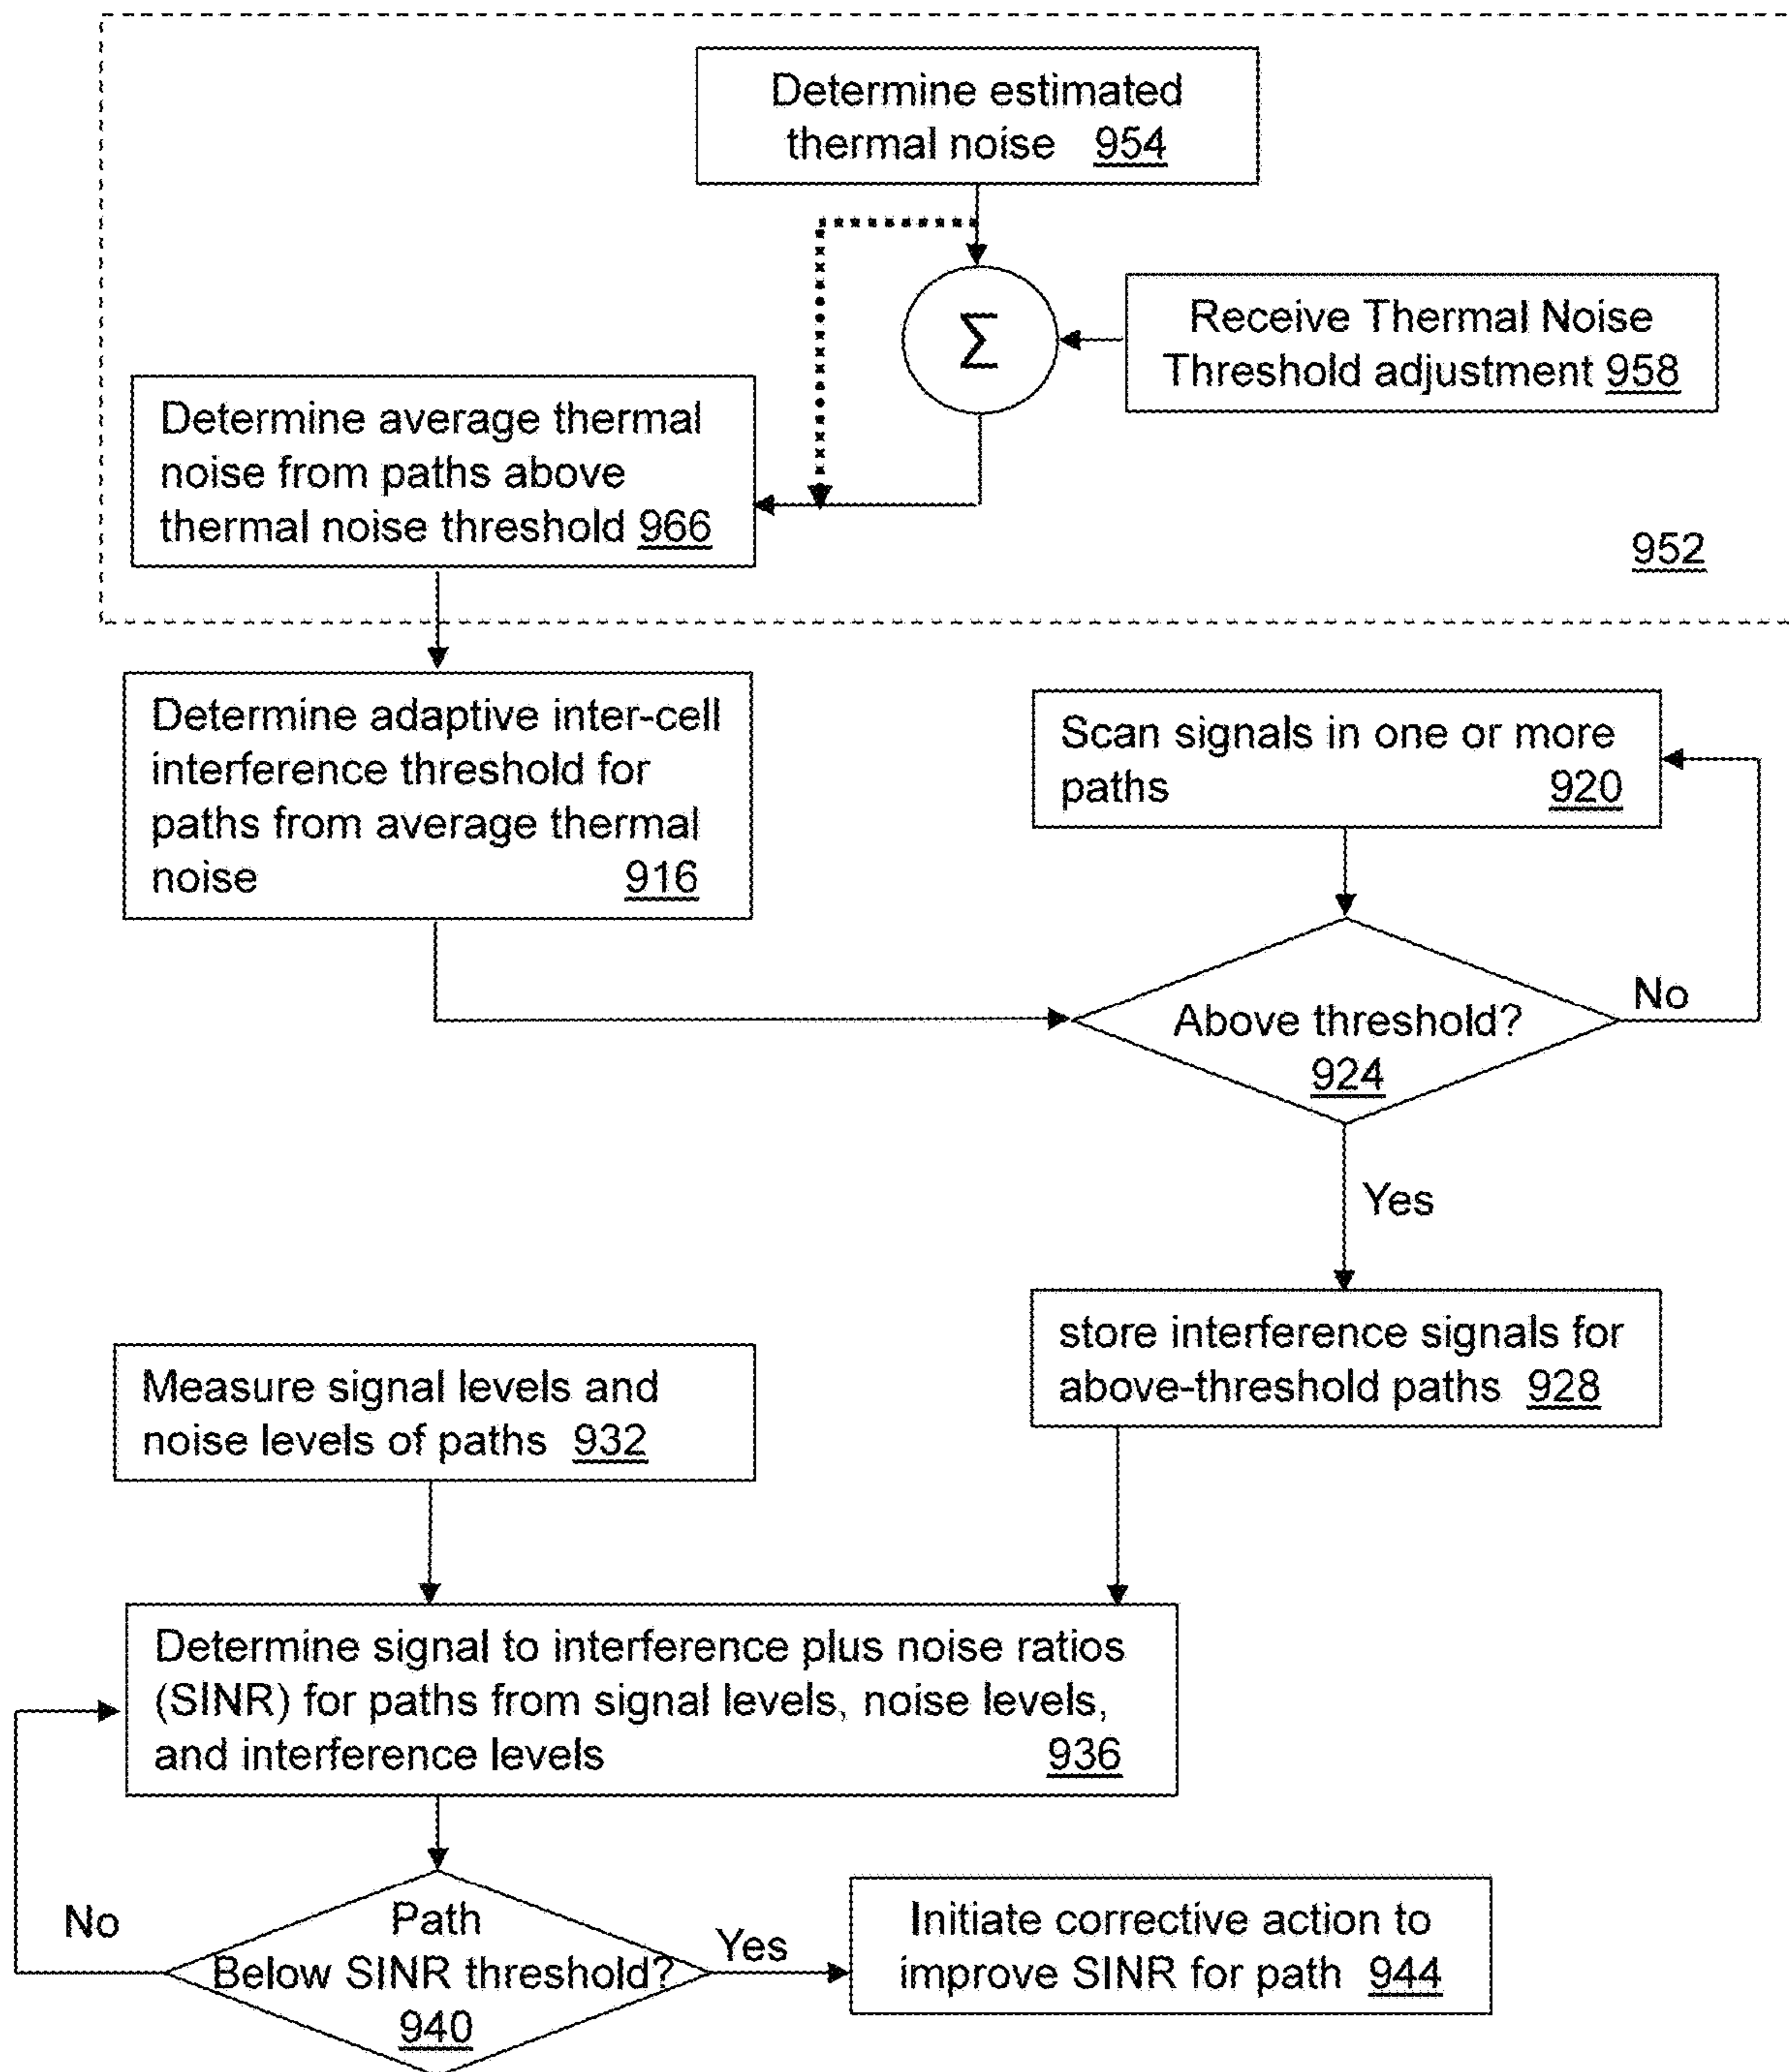 Determine estimated
thermal noise 954
Σ
Receive Thermal Noise
Threshold adjustment 958
Determine average thermal
noise from paths above
thermal noise threshold 966
952
Determine adaptive inter-cell
interference threshold for
paths from average thermal
noise 916
Scan signals in one or more
paths 920
Above threshold?
924
No
Yes
store interference signals for
above-threshold paths 928
Measure signal levels and
noise levels of paths 932
Determine signal to interference plus noise ratios
(SINR) for paths from signal levels, noise levels,
and interference levels 936
No
Path
Below SINR threshold?
940
Yes
Initiate corrective action to
improve SINR for path 944